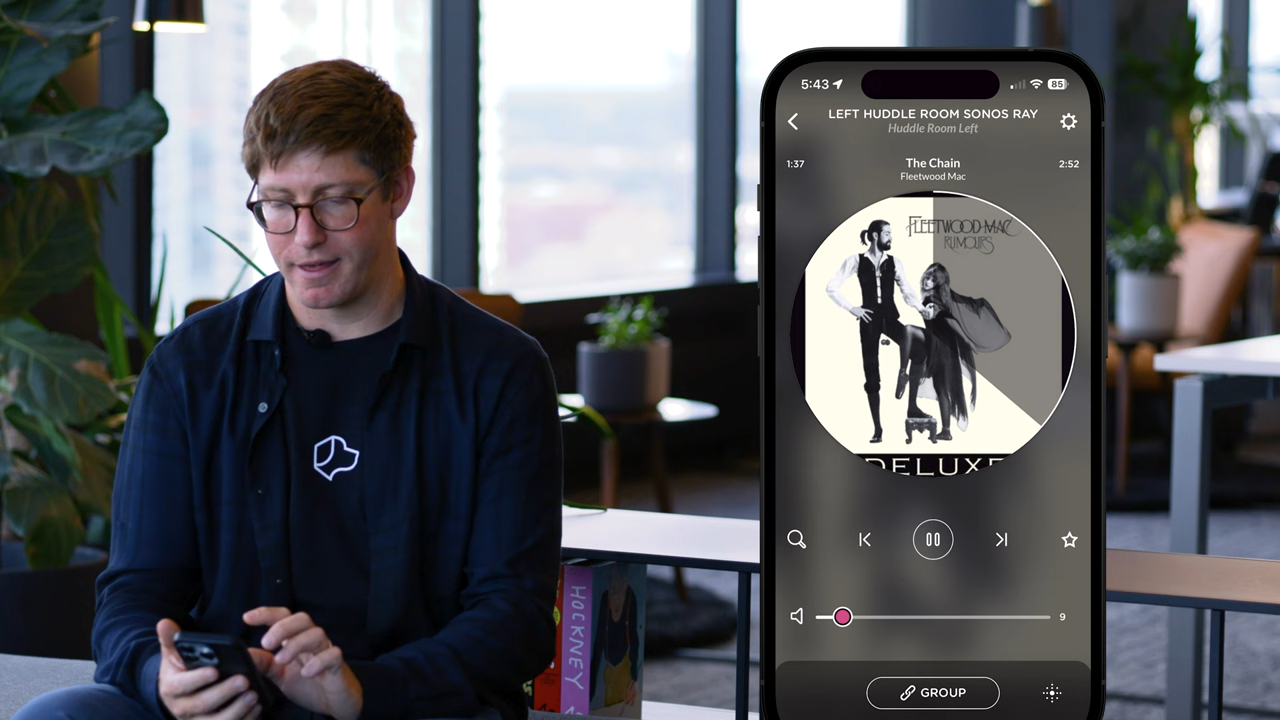 5:43
85
LEFT HUDDLE ROOM SONOS RAY
Huddle Room Left
1:37
The Chain
2:52
Fleetwood Mac
FLEETWOOD MAC
RUMOURS
DELUXE
9
GROUP
HOCKNEY